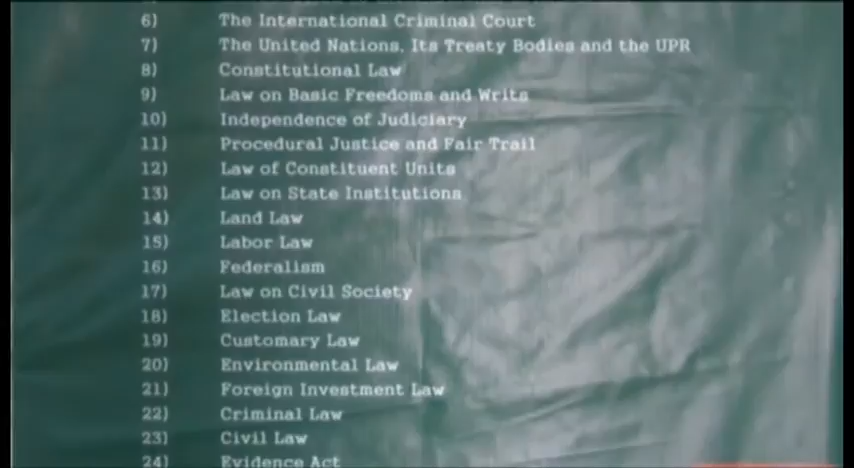 6) The International Criminal Court
7) The United Nations, Its Treaty Bodies and the UPR
8) Constitutional Law
9) Law on Basic Freedoms and Writs
10) Independence of Judiciary
11) Procedural Justice and Fair Trail
12) Law of Constituent Units
13) Law on State Institutions
14) Land Law
15) Labor Law
16) Federalism
17) Law on Civil Society
18) Election Law
19) Customary Law
20) Environmental Law
21) Foreign Investment Law
22) Criminal Law
23) Civil Law
24) Evidence Act